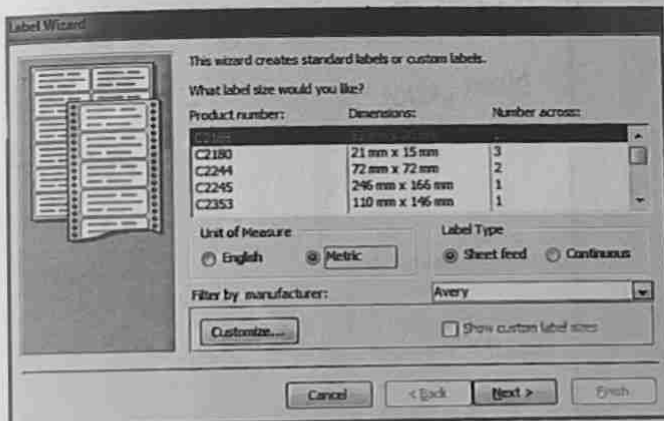 Label Wizard
This wizard creates standard labels or custom labels.
What label size would you like?
Product number: Dimensions: Number across:
C2180 21 mm x 15 mm 3
C2244 72 mm x 72 mm 2
C2245 246 mm x 166 mm 1
C2353 110 mm x 146 mm 1
Unit of Measure Label Type
English Metric Sheet feed Continuous
Filter by manufacturer: Avery
Customize... Show custom label sizes
Cancel < Back Next > Finish